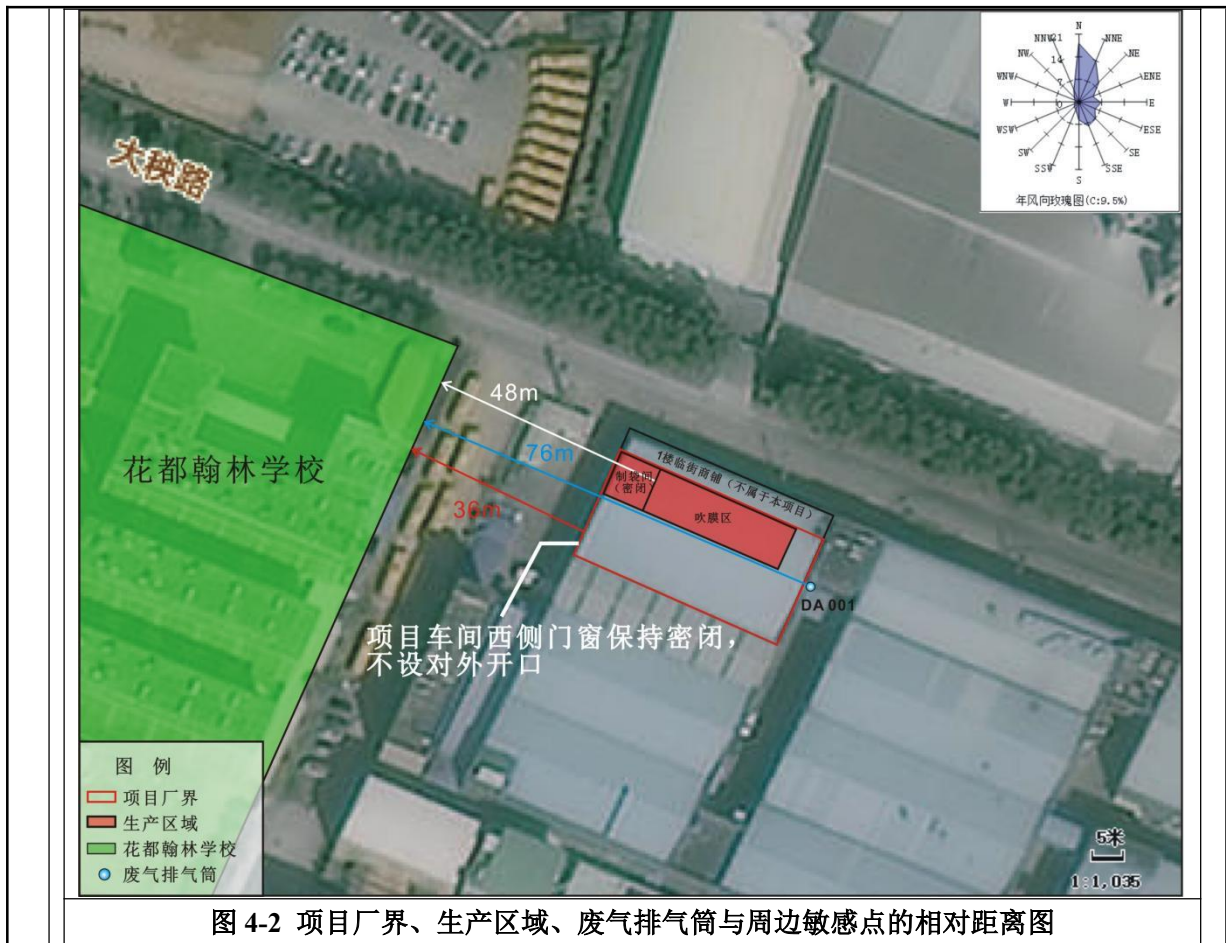 大秧路
N
NNW
21
NNE
NW
14
NE
WNW
7
ENE
W
0
E
WSW
ESE
SW
SE
SSW
SSE
S
年风向玫瑰图(C:9.5%)
48m
76m
36m
花都翰林学校
1楼临街商铺（不属于本项目）
制袋间
（密闭）
吹膜区
DA 001
项目车间西侧门窗保持密闭，
不设对外开口
图 例
项目厂界
生产区域
花都翰林学校
废气排气筒
5米
1:1,035
图 4-2 项目厂界、生产区域、废气排气筒与周边敏感点的相对距离图